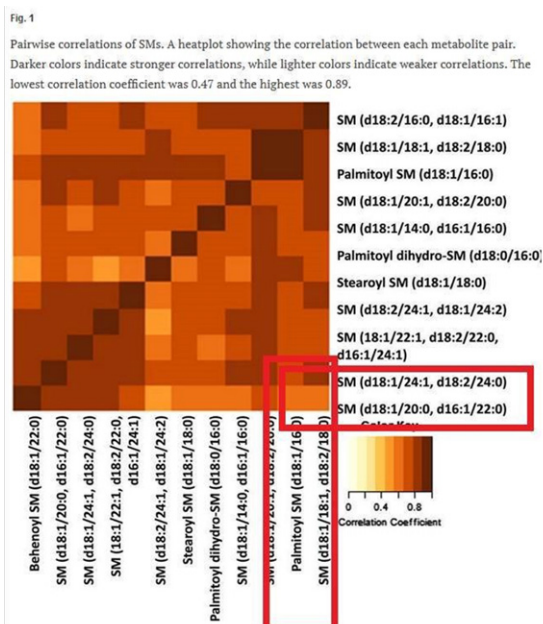 Fig. 1
Pairwise correlations of SMs. A heatplot showing the correlation between each metabolite pair.
Darker colors indicate stronger correlations, while lighter colors indicate weaker correlations. The
lowest correlation coefficient was 0.47 and the highest was 0.89.
SM (d18:2/16:0, d18:1/16:1)
SM (d18:1/18:1, d18:2/18:0)
Palmitoyl SM (d18:1/16:0)
SM (d18:1/20:1, d18:2/20:0)
SM (d18:1/14:0, d16:1/16:0)
Palmitoyl dihydro-SM (d18:0/16:0)
Stearoyl SM (d18:1/18:0)
SM (d18:2/24:1, d18:1/24:2)
SM (18:1/22:1, d18:2/22:0,
d16:1/24:1)
SM (d18:1/24:1, d18:2/24:0)
SM (d18:1/20:0, d16:1/22:0)
Color Key
0 0.4 0.8
Correlation Coefficient
Behenoyl SM (d18:1/22:0)
SM (d18:1/20:0, d16:1/22:0)
SM (d18:1/24:1, d18:2/24:0)
SM (18:1/22:1, d18:2/22:0,
d16:1/24:1)
SM (d18:2/24:1, d18:1/24:2)
Stearoyl SM (d18:1/18:0)
Palmitoyl dihydro-SM (d18:0/16:0)
SM (d18:1/14:0, d16:1/16:0)
SM (d18:1/20:1, d18:2/20:0)
Palmitoyl SM (d18:1/16:0)
SM (d18:1/18:1, d18:2/18:0)